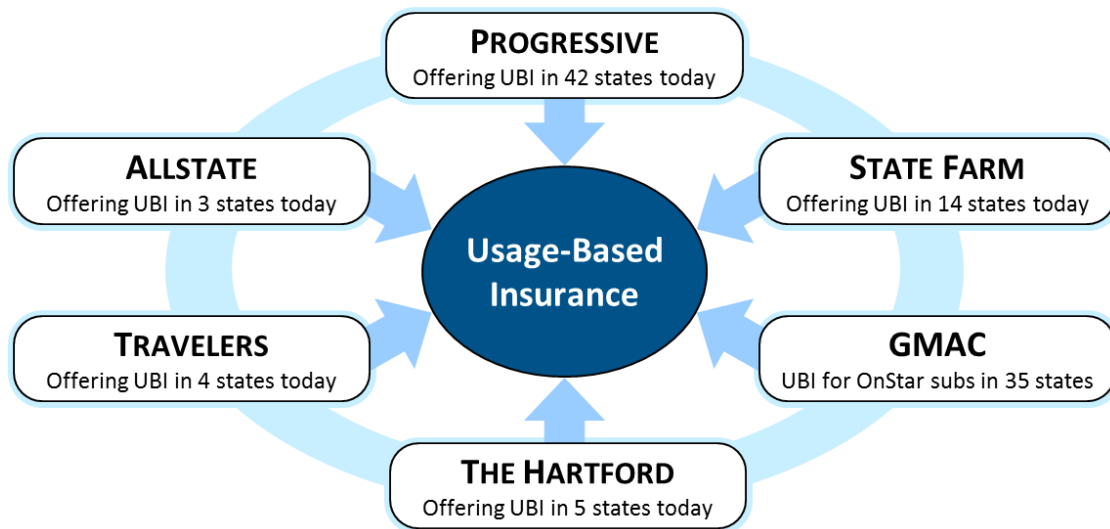 PROGRESSIVE
Offering UBI in 42 states today
ALLSTATE
Offering UBI in 3 states today
STATE FARM
Offering UBI in 14 states today
Usage-Based
Insurance
TRAVELERS
Offering UBI in 4 states today
GMAC
UBI for OnStar subs in 35 states
THE HARTFORD
Offering UBI in 5 states today